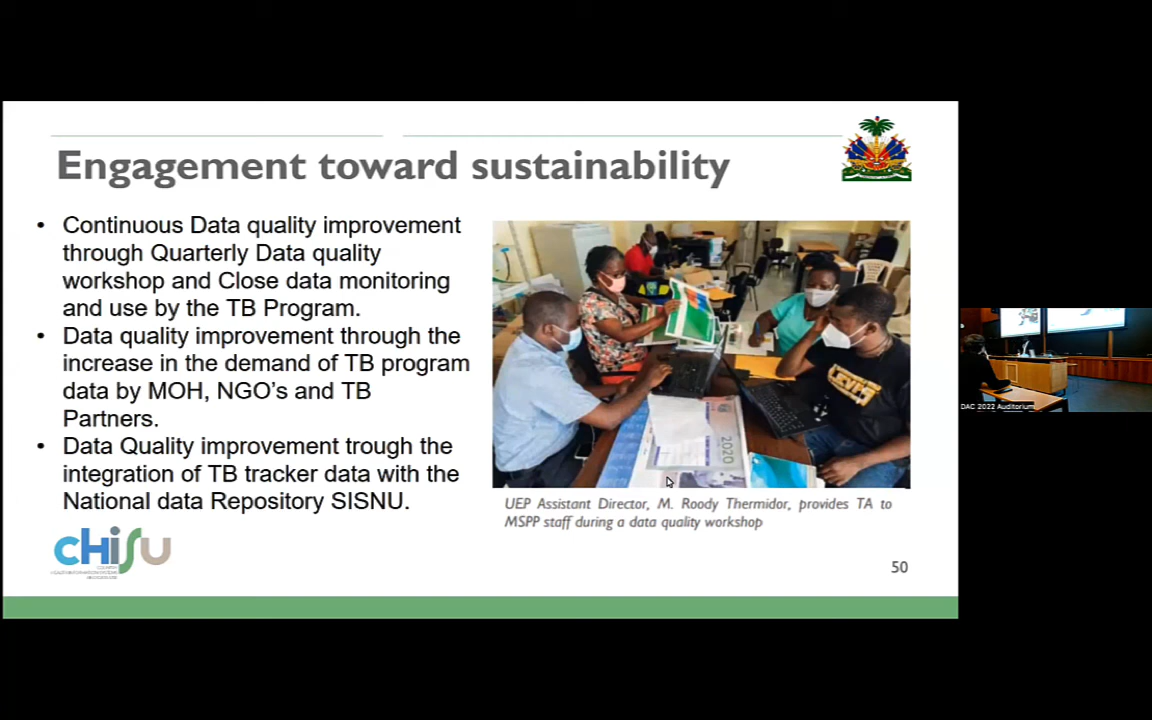 Engagement toward sustainability
• Continuous Data quality improvement
through Quarterly Data quality
workshop and Close data monitoring
and use by the TB Program.
• Data quality improvement through the
increase in the demand of TB program
data by MOH, NGO's and TB
Partners.
• Data Quality improvement trough the
integration of TB tracker data with the
National data Repository SISNU.
2020
LEVI'S
UEP Assistant Director, M. Roody Thermidor, provides TA to
MSPP staff during a data quality workshop
CHISU
50
DAC 2022 Auditorium